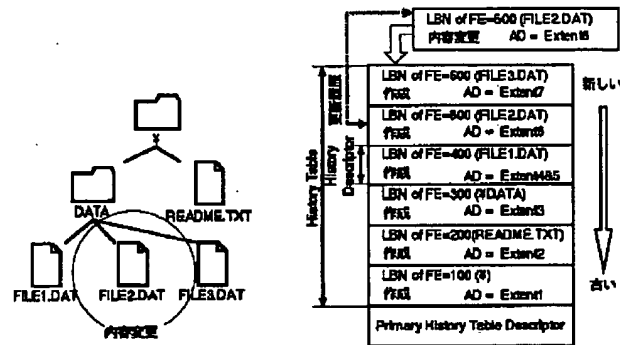 ¥
DATA
README.TXT
FILE1.DAT
FILE2.DAT
FILE3.DAT
内容変更
LBN of FE=500 (FILE2.DAT)
内容変更 AD = Extent6
LBN of FE=600 (FILE3.DAT)
作成 AD = Extent7
LBN of FE=500 (FILE2.DAT)
作成 AD = Extent6
LBN of FE=400 (FILE1.DAT)
作成 AD = Extent4&5
LBN of FE=300 (¥DATA)
作成 AD = Extent3
LBN of FE=200(README.TXT)
作成 AD = Extent2
LBN of FE=100 (¥)
作成 AD = Extent1
Primary History Table Descriptor
History Table
更新履歴
History
Descriptor
新しい
古い